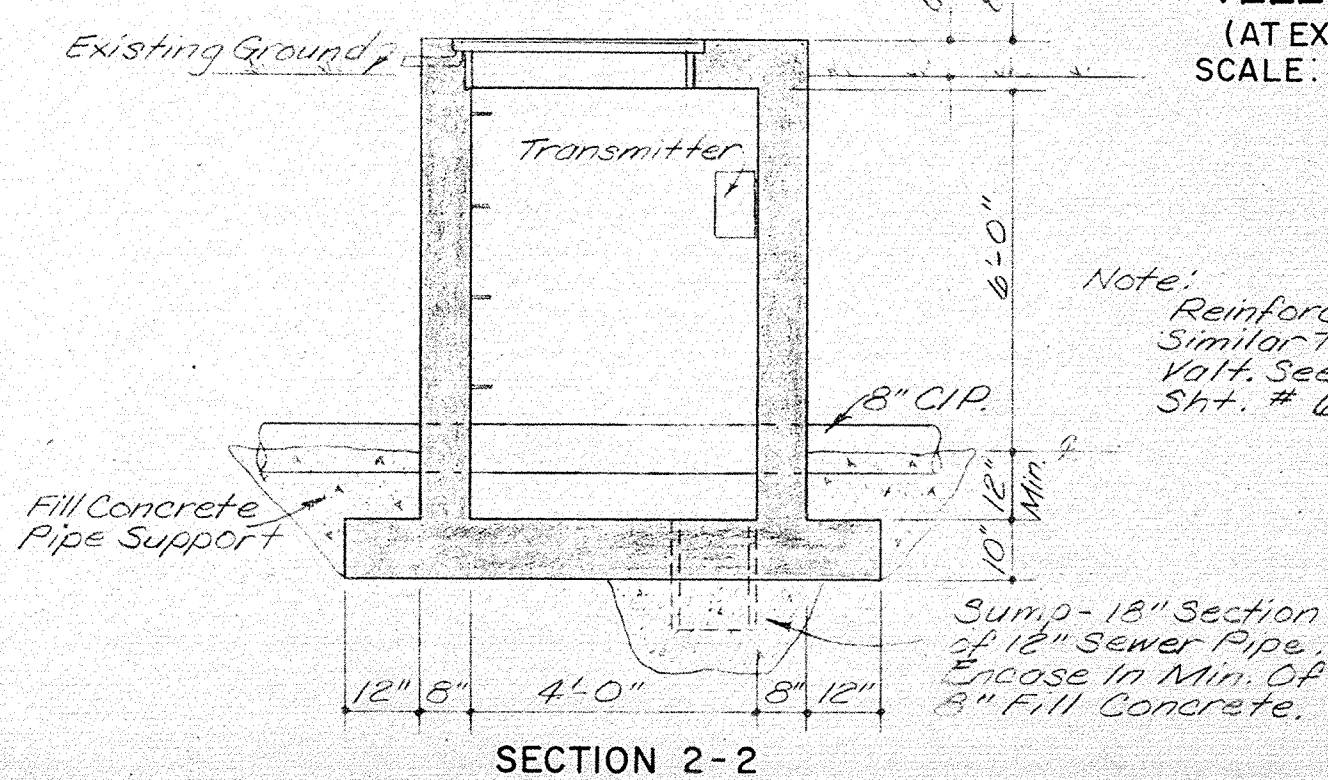 (AT EX
SCALE:
Existing Ground
Transmitter
6'-0"
Note:
Reinforc
Similar T
Valt. See
Sht. # 6
8" CIP.
Fill Concrete
Pipe Support
12"
Min.
10"
Sump - 18" Section
of 12" Sewer Pipe.
Encase In Min. Of
8" Fill Concrete.
12" 8" 4'-0" 8" 12"
SECTION 2-2